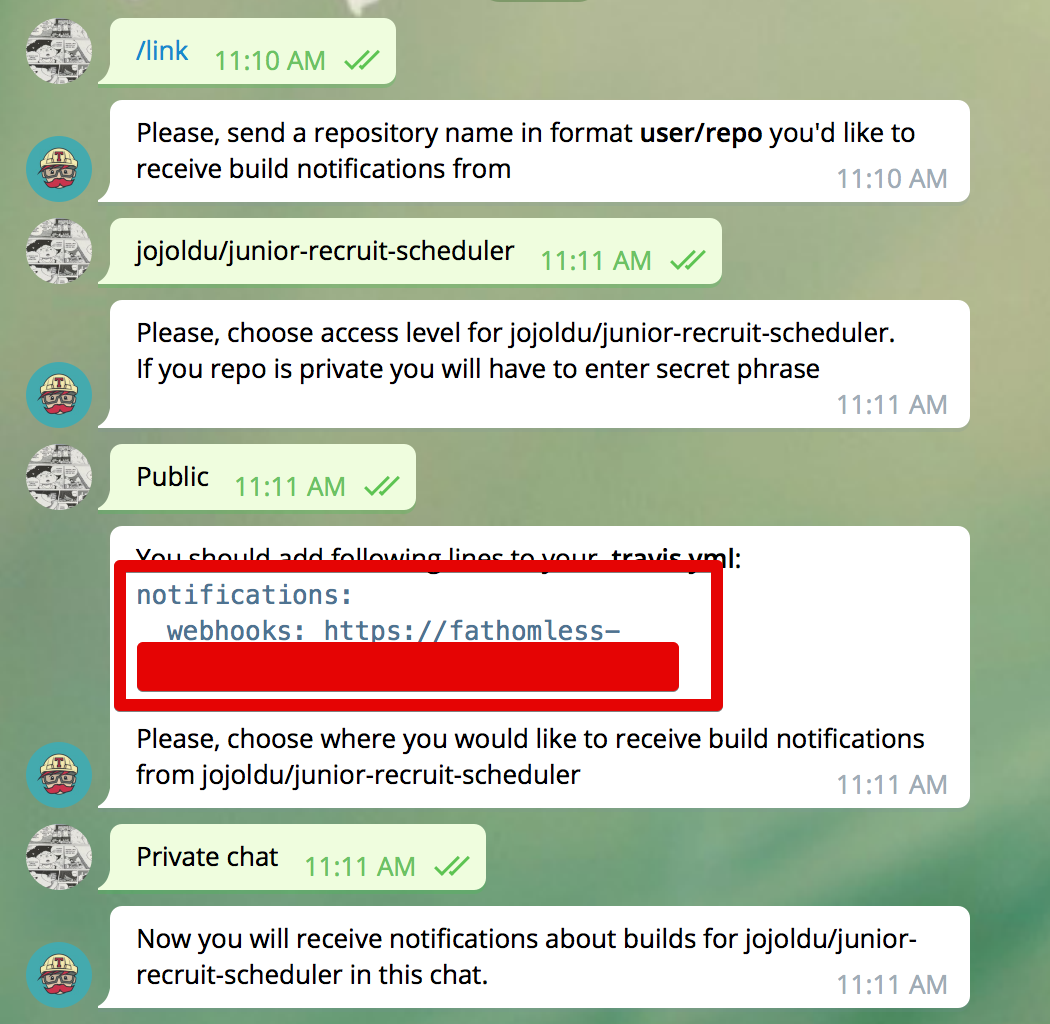 /link 11:10 AM
Please, send a repository name in format user/repo you'd like to
receive build notifications from
11:10 AM
jojoldu/junior-recruit-scheduler 11:11 AM
Please, choose access level for jojoldu/junior-recruit-scheduler.
If you repo is private you will have to enter secret phrase
11:11 AM
Public 11:11 AM
You should add following lines to your .travis.yml:
notifications:
webhooks: https://fathomless-
Please, choose where you would like to receive build notifications
from jojoldu/junior-recruit-scheduler
11:11 AM
Private chat 11:11 AM
Now you will receive notifications about builds for jojoldu/junior-
recruit-scheduler in this chat.
11:11 AM